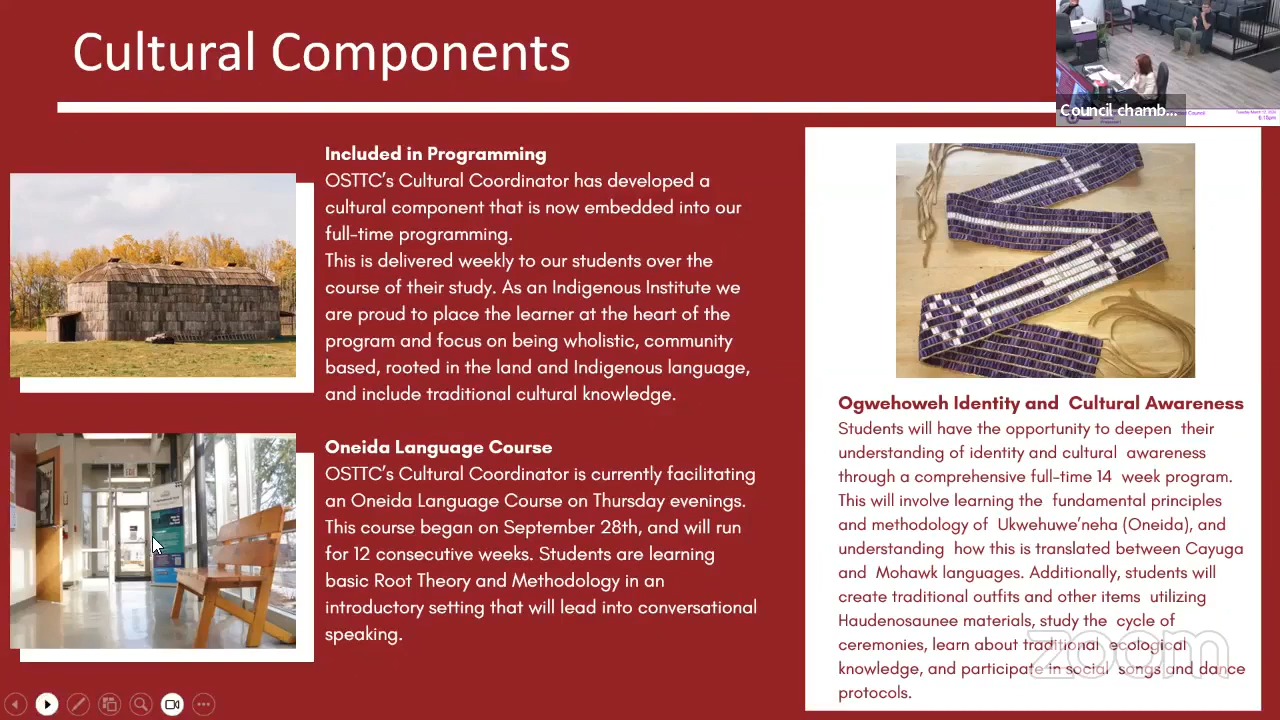 Cultural Components
Council chamb...
Included in Programming
OSTTC's Cultural Coordinator has developed a
cultural component that is now embedded into our
full-time programming.
This is delivered weekly to our students over the
course of their study. As an Indigenous Institute we
are proud to place the learner at the heart of the
program and focus on being wholistic, community
based, rooted in the land and Indigenous language,
and include traditional cultural knowledge.
Oneida Language Course
OSTTC's Cultural Coordinator is currently facilitating
an Oneida Language Course on Thursday evenings.
This course began on September 28th, and will run
for 12 consecutive weeks. Students are learning
basic Root Theory and Methodology in an
introductory setting that will lead into conversational
speaking.
Ogwehoweh Identity and Cultural Awareness
Students will have the opportunity to deepen their
understanding of identity and cultural awareness
through a comprehensive full-time 14 week program.
This will involve learning the fundamental principles
and methodology of Ukwehuwe'neha (Oneida), and
understanding how this is translated between Cayuga
and Mohawk languages. Additionally, students will
create traditional outfits and other items utilizing
Haudenosaunee materials, study the cycle of
ceremonies, learn about traditional ecological
knowledge, and participate in social songs and dance
protocols.
zoom